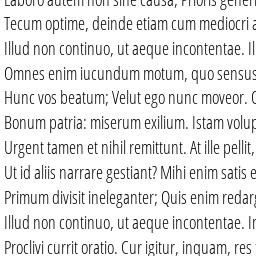 Laboro autem non sine causa; Prioris generi
Tecum optime, deinde etiam cum mediocri a
Illud non continuo, ut aeque incontentae. Il
Omnes enim iucundum motum, quo sensus
Hunc vos beatum; Velut ego nunc moveor. C
Bonum patria: miserum exilium. Istam volup
Urgent tamen et nihil remittunt. At ille pellit,
Ut id aliis narrare gestiant? Mihi enim satis e
Primum divisit ineleganter; Quis enim redarg
Illud non continuo, ut aeque incontentae. In
Proclivi currit oratio. Cur igitur, inquam, res